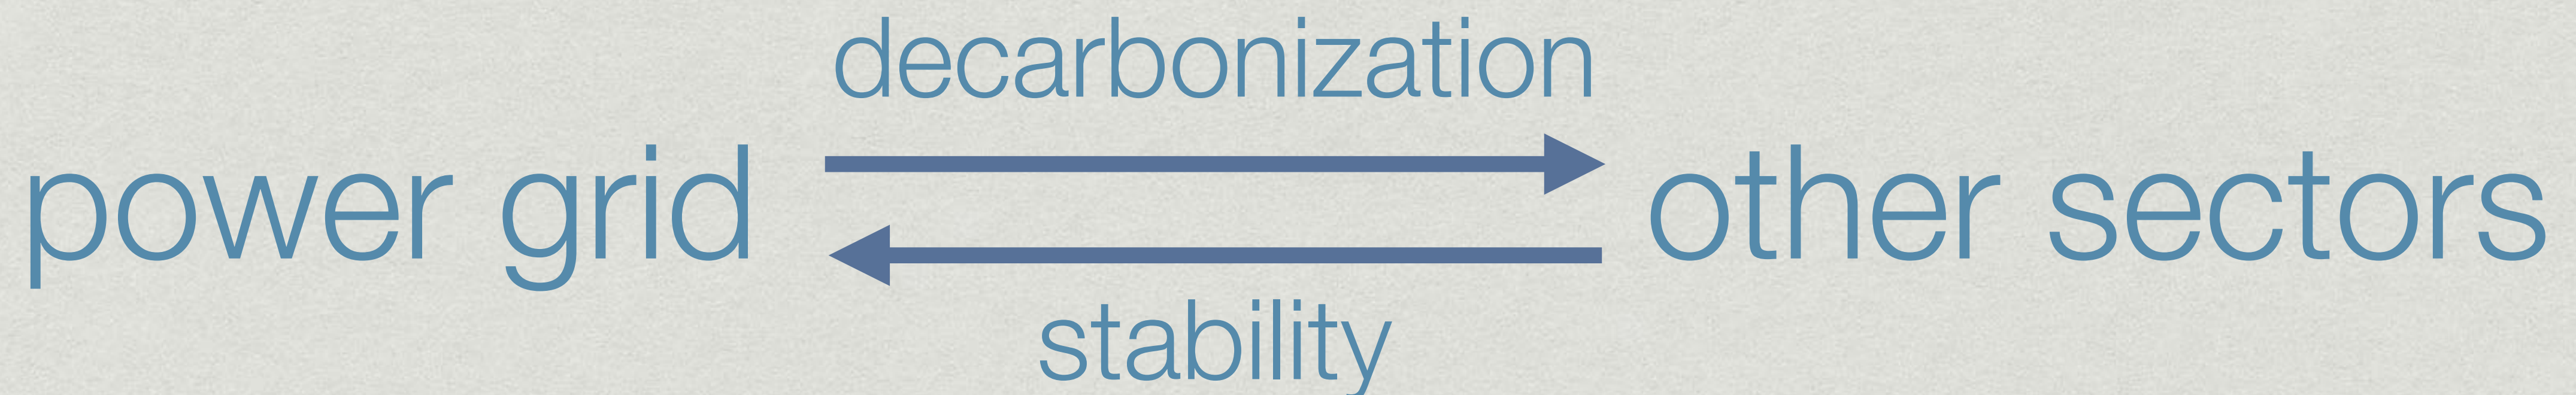 decarbonization
power grid
other sectors
stability